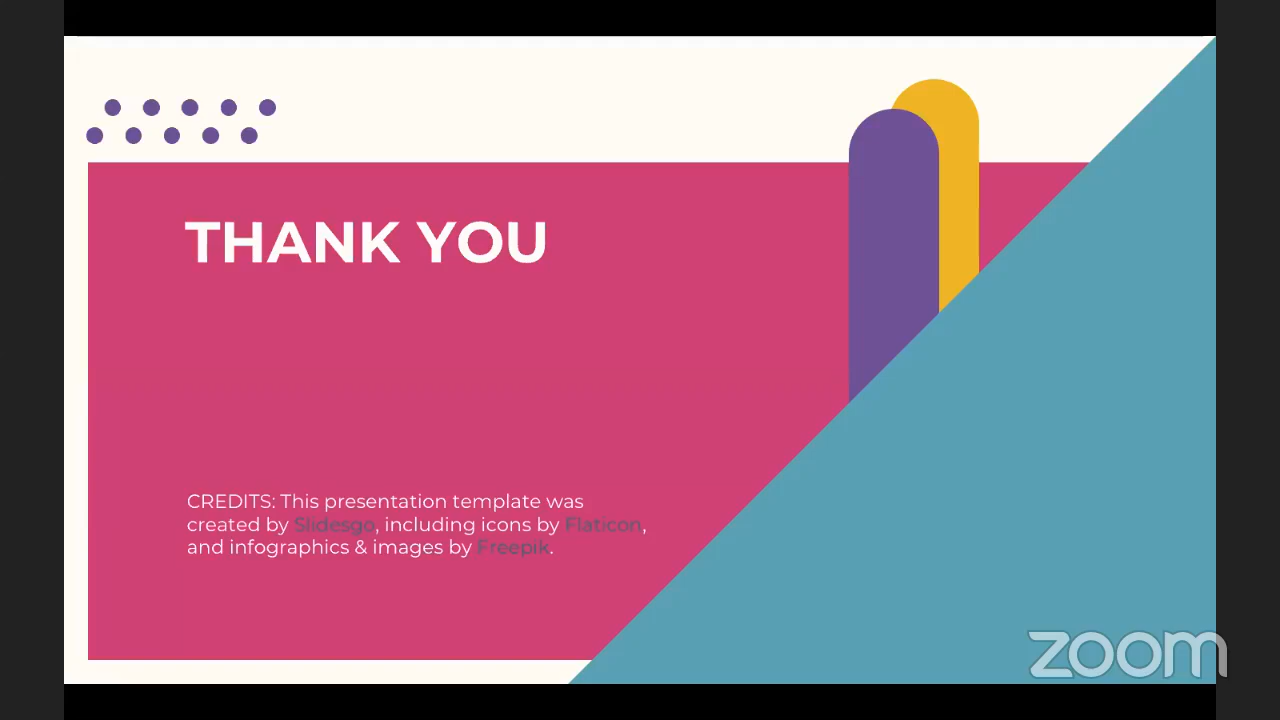 THANK YOU
CREDITS: This presentation template was
created by Slidesgo, including icons by Flaticon,
and infographics & images by Freepik.
zoom